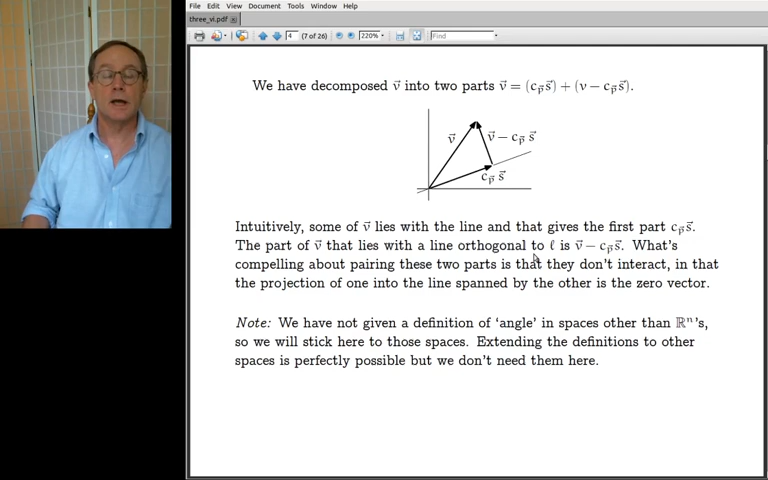 File Edit View Document Tools Window Help
three_vi.pdf
4 (7 of 26) 220% Find
We have decomposed v⃗ into two parts v⃗ = (c_p⃗ s⃗) + (v − c_p⃗ s⃗).
v⃗ v⃗ − c_p⃗ s⃗
c_p⃗ s⃗
Intuitively, some of v⃗ lies with the line and that gives the first part c_p⃗ s⃗.
The part of v⃗ that lies with a line orthogonal to ℓ is v⃗ − c_p⃗ s⃗. What's
compelling about pairing these two parts is that they don't interact, in that
the projection of one into the line spanned by the other is the zero vector.
Note: We have not given a definition of ‘angle’ in spaces other than ℝⁿ's,
so we will stick here to those spaces. Extending the definitions to other
spaces is perfectly possible but we don't need them here.